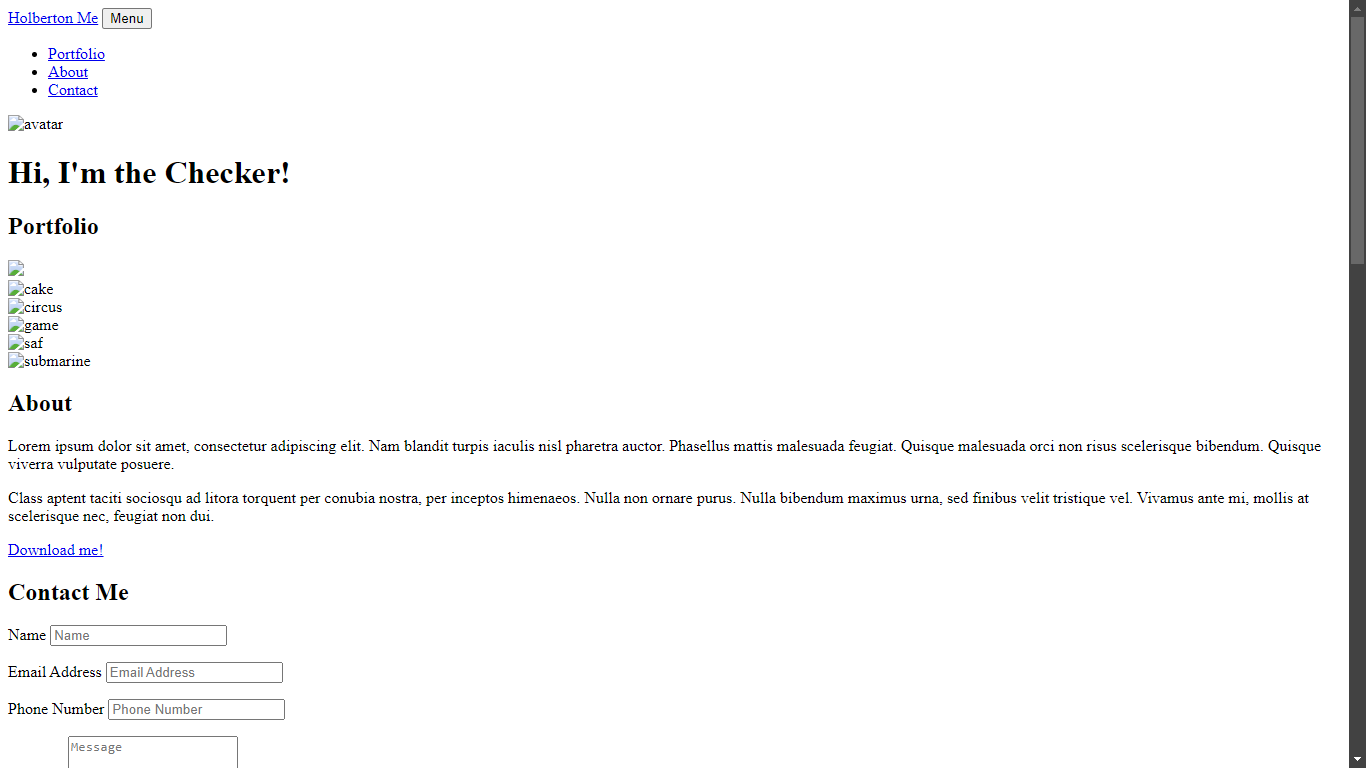 Holberton Me Menu
Portfolio
About
Contact
avatar
Hi, I'm the Checker!
Portfolio
cake
circus
game
saf
submarine
About
Lorem ipsum dolor sit amet, consectetur adipiscing elit. Nam blandit turpis iaculis nisl pharetra auctor. Phasellus mattis malesuada feugiat. Quisque malesuada orci non risus scelerisque bibendum. Quisque
viverra vulputate posuere.
Class aptent taciti sociosqu ad litora torquent per conubia nostra, per inceptos himenaeos. Nulla non ornare purus. Nulla bibendum maximus urna, sed finibus velit tristique vel. Vivamus ante mi, mollis at
scelerisque nec, feugiat non dui.
Download me!
Contact Me
Name Name
Email Address Email Address
Phone Number Phone Number
Message